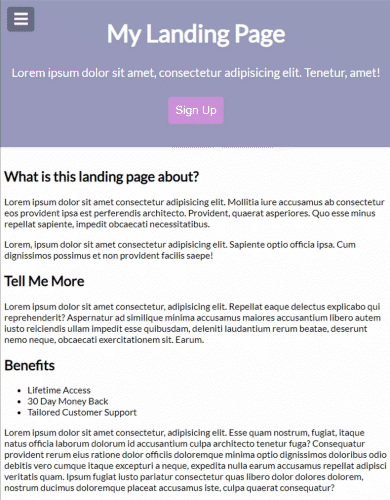 My Landing Page
Lorem ipsum dolor sit amet, consectetur adipisicing elit. Tenetur, amet!
Sign Up
What is this landing page about?
Lorem ipsum dolor sit amet consectetur adipisicing elit. Mollitia iure accusamus ab consectetur
eos provident ipsa est perferendis architecto. Provident, quaerat asperiores. Quo esse minus
repellat sapiente, impedit obcaecati necessitatibus.
Lorem, ipsum dolor sit amet consectetur adipisicing elit. Sapiente optio officia ipsa. Cum
dignissimos possimus et non provident facilis saepe!
Tell Me More
Lorem ipsum dolor sit amet consectetur, adipisicing elit. Repellat eaque delectus explicabo qui
reprehenderit? Aspernatur ad similique minima accusamus maiores accusantium libero autem
iusto reiciendis ullam impedit esse quibusdam, deleniti laudantium rerum beatae, deserunt
nemo neque, obcaecati exercitationem sit. Earum.
Benefits
• Lifetime Access
• 30 Day Money Back
• Tailored Customer Support
Lorem ipsum dolor sit amet consectetur, adipisicing elit. Esse quam nostrum, fugiat, itaque
natus officia laborum dolorum id accusantium culpa architecto tenetur fuga? Consequatur
provident rerum eius ratione dolor officiis doloremque minima optio dignissimos doloribus odio
debitis vero cumque itaque excepturi a neque, expedita nulla earum accusamus repellat adipisci
veritatis quam. Ipsum fugiat iusto pariatur consectetur quas libero dolor dolores dolorem,
nostrum ducimus doloremque placeat eos minus accusantium iste, culpa quaerat consequatur?